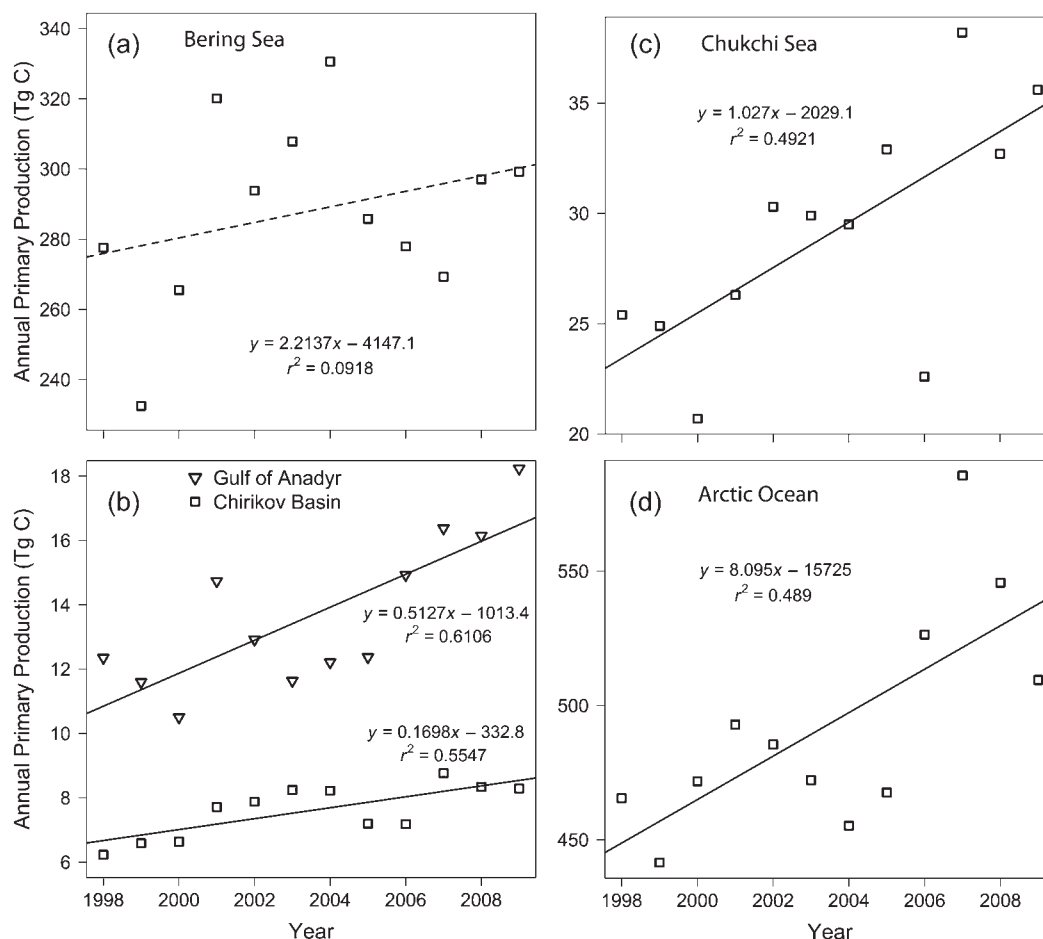 (a) Bering Sea
Annual Primary Production (Tg C)
340
320
300
280
260
240
y = 2.2137x − 4147.1
r² = 0.0918
(c) Chukchi Sea
35
30
25
20
y = 1.027x − 2029.1
r² = 0.4921
(b)
Gulf of Anadyr
Chirikov Basin
Annual Primary Production (Tg C)
18
16
14
12
10
8
6
y = 0.5127x − 1013.4
r² = 0.6106
y = 0.1698x − 332.8
r² = 0.5547
1998 2000 2002 2004 2006 2008
Year
(d) Arctic Ocean
550
500
450
y = 8.095x − 15725
r² = 0.489
1998 2000 2002 2004 2006 2008
Year